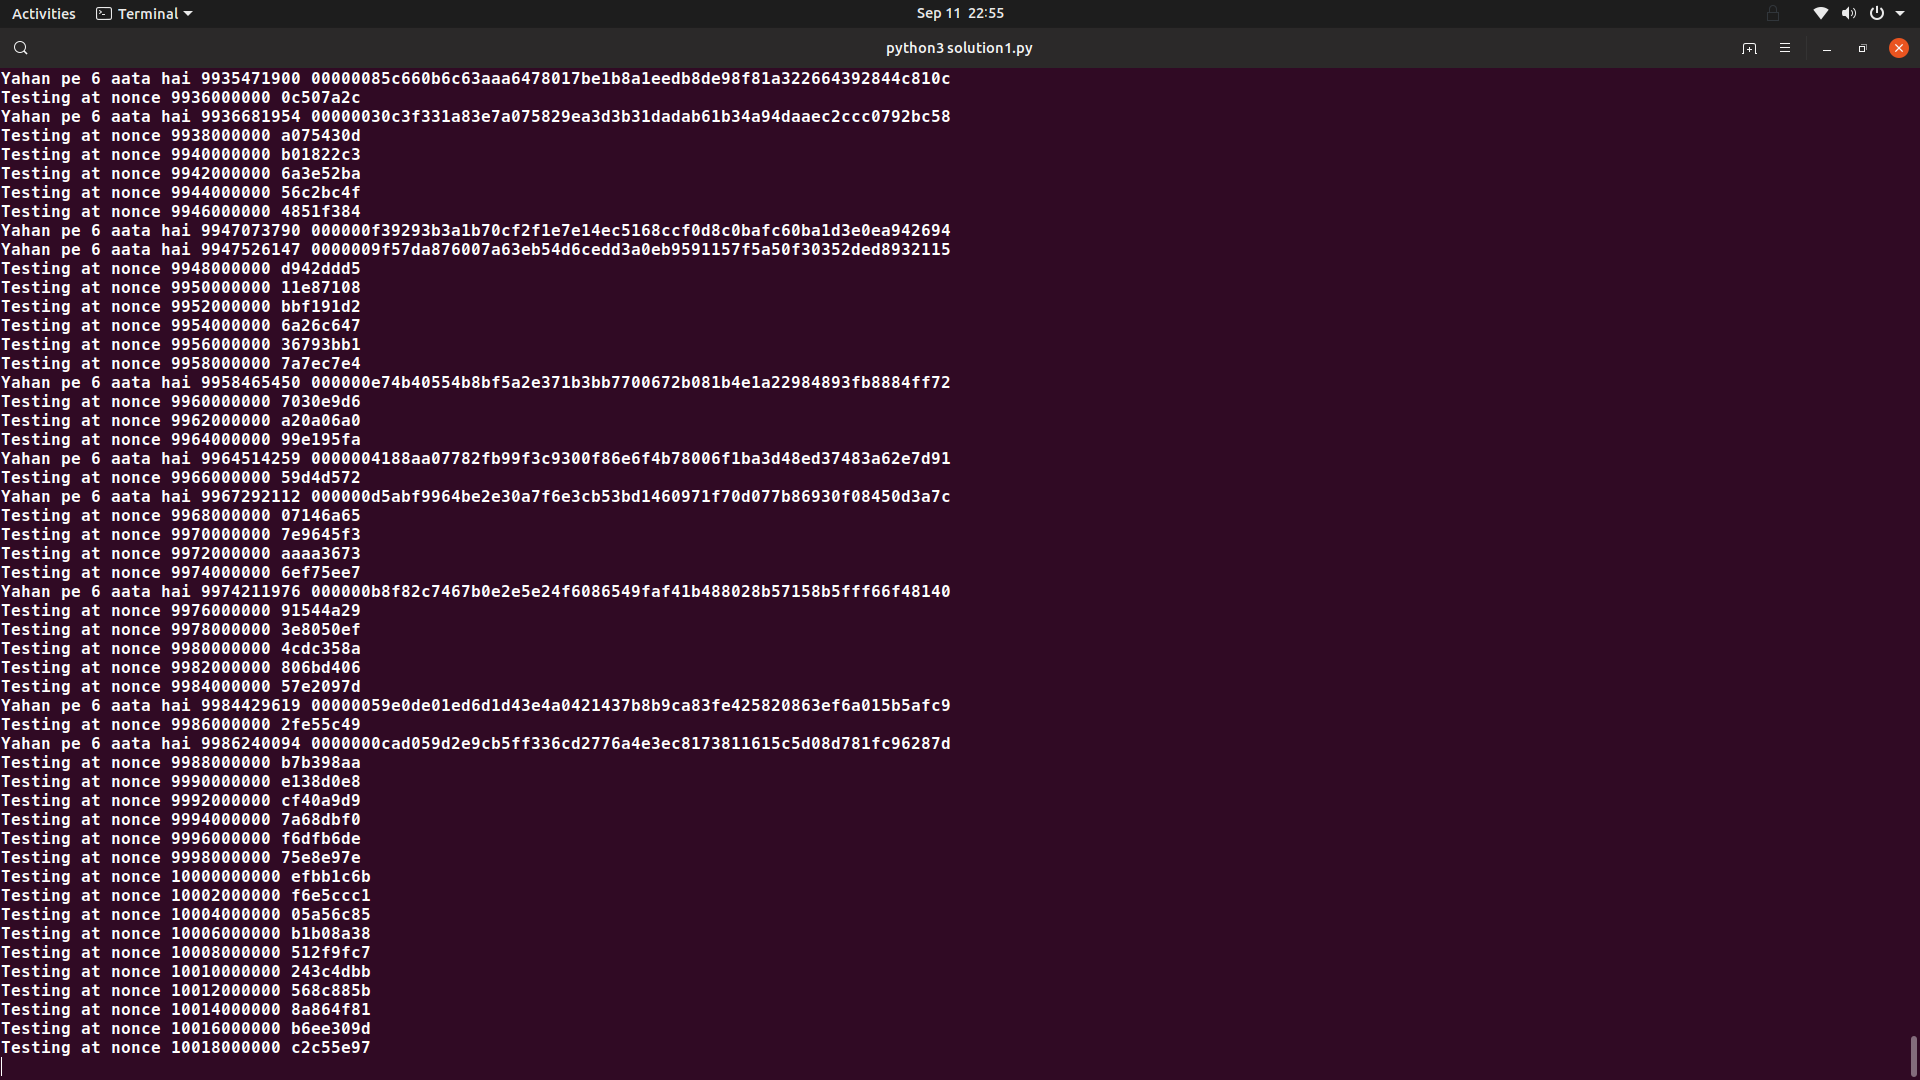 Activities
Terminal
Sep 11 22:55
python3 solution1.py
Yahan pe 6 aata hai 9935471900 00000085c660b6c63aaa6478017be1b8a1eedb8de98f81a322664392844c810c
Testing at nonce 9936000000 0c507a2c
Yahan pe 6 aata hai 9936681954 00000030c3f331a83e7a075829ea3d3b31dadab61b34a94daaec2ccc0792bc58
Testing at nonce 9938000000 a075430d
Testing at nonce 9940000000 b01822c3
Testing at nonce 9942000000 6a3e52ba
Testing at nonce 9944000000 56c2bc4f
Testing at nonce 9946000000 4851f384
Yahan pe 6 aata hai 9947073790 000000f39293b3a1b70cf2f1e7e14ec5168ccf0d8c0bafc60ba1d3e0ea942694
Yahan pe 6 aata hai 9947526147 0000009f57da876007a63eb54d6cedd3a0eb9591157f5a50f30352ded8932115
Testing at nonce 9948000000 d942ddd5
Testing at nonce 9950000000 11e87108
Testing at nonce 9952000000 bbf191d2
Testing at nonce 9954000000 6a26c647
Testing at nonce 9956000000 36793bb1
Testing at nonce 9958000000 7a7ec7e4
Yahan pe 6 aata hai 9958465450 000000e74b40554b8bf5a2e371b3bb7700672b081b4e1a22984893fb8884ff72
Testing at nonce 9960000000 7030e9d6
Testing at nonce 9962000000 a20a06a0
Testing at nonce 9964000000 99e195fa
Yahan pe 6 aata hai 9964514259 0000004188aa07782fb99f3c9300f86e6f4b78006f1ba3d48ed37483a62e7d91
Testing at nonce 9966000000 59d4d572
Yahan pe 6 aata hai 9967292112 000000d5abf9964be2e30a7f6e3cb53bd1460971f70d077b86930f08450d3a7c
Testing at nonce 9968000000 07146a65
Testing at nonce 9970000000 7e9645f3
Testing at nonce 9972000000 aaaa3673
Testing at nonce 9974000000 6ef75ee7
Yahan pe 6 aata hai 9974211976 000000b8f82c7467b0e2e5e24f6086549faf41b488028b57158b5fff66f48140
Testing at nonce 9976000000 91544a29
Testing at nonce 9978000000 3e8050ef
Testing at nonce 9980000000 4cdc358a
Testing at nonce 9982000000 806bd406
Testing at nonce 9984000000 57e2097d
Yahan pe 6 aata hai 9984429619 00000059e0de01ed6d1d43e4a0421437b8b9ca83fe425820863ef6a015b5afc9
Testing at nonce 9986000000 2fe55c49
Yahan pe 6 aata hai 9986240094 0000000cad059d2e9cb5ff336cd2776a4e3ec8173811615c5d08d781fc96287d
Testing at nonce 9988000000 b7b398aa
Testing at nonce 9990000000 e138d0e8
Testing at nonce 9992000000 cf40a9d9
Testing at nonce 9994000000 7a68dbf0
Testing at nonce 9996000000 f6dfb6de
Testing at nonce 9998000000 75e8e97e
Testing at nonce 10000000000 efbb1c6b
Testing at nonce 10002000000 f6e5ccc1
Testing at nonce 10004000000 05a56c85
Testing at nonce 10006000000 b1b08a38
Testing at nonce 10008000000 512f9fc7
Testing at nonce 10010000000 243c4dbb
Testing at nonce 10012000000 568c885b
Testing at nonce 10014000000 8a864f81
Testing at nonce 10016000000 b6ee309d
Testing at nonce 10018000000 c2c55e97